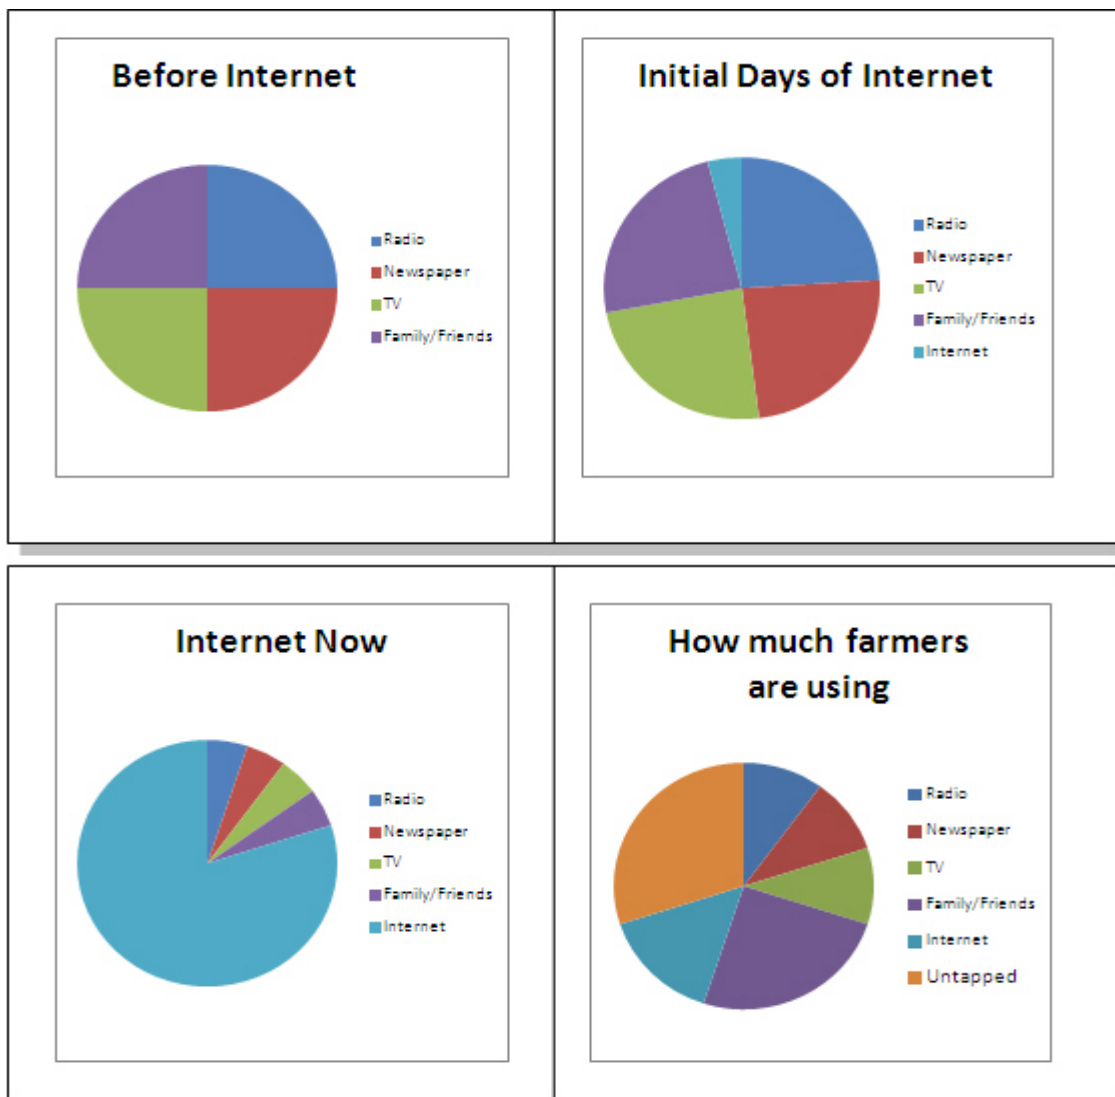 Before Internet
Radio
Newspaper
TV
Family/Friends
Initial Days of Internet
Radio
Newspaper
TV
Family/Friends
Internet
Internet Now
Radio
Newspaper
TV
Family/Friends
Internet
How much farmers
are using
Radio
Newspaper
TV
Family/Friends
Internet
Untapped